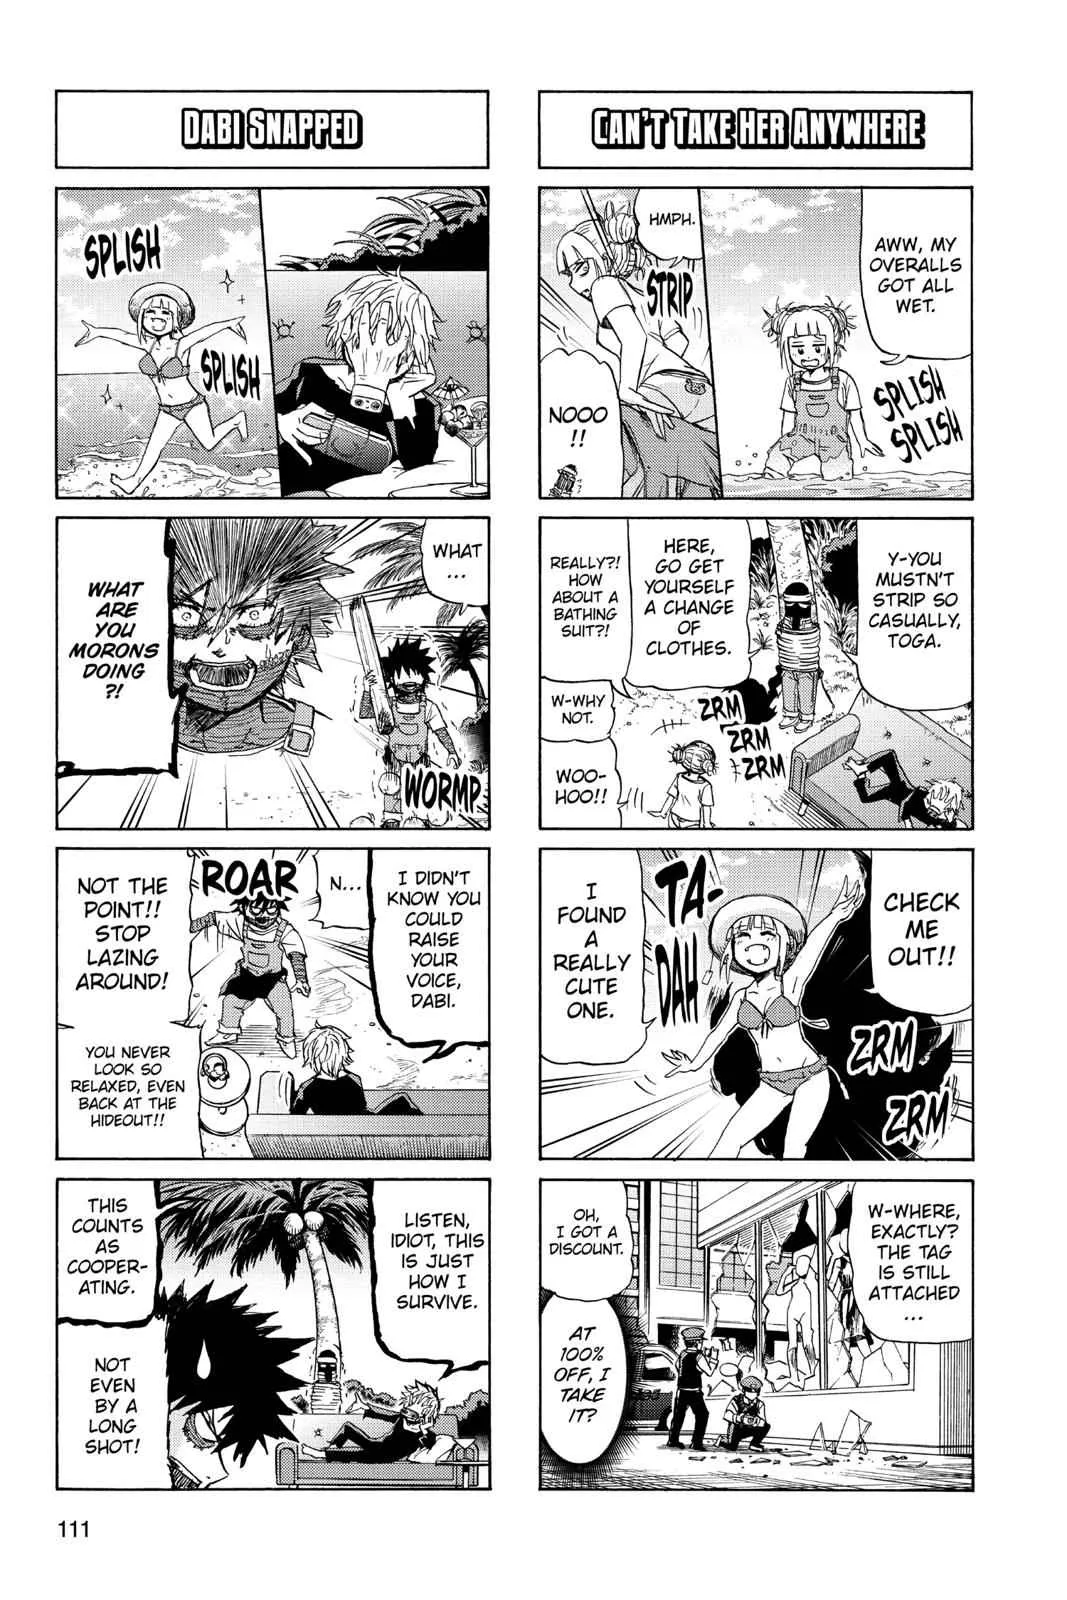 CAN'T TAKE HER ANYWHERE
AWW, MY
OVERALLS
GOT ALL
WET.
SPLISH
SPLISH
HMPH.
STRIP
NOOO
!!
Y-YOU
MUSTN'T
STRIP SO
CASUALLY,
TOGA.
HERE,
GO GET
YOURSELF
A CHANGE
OF
CLOTHES.
REALLY?!
HOW
ABOUT A
BATHING
SUIT?!
W-WHY
NOT.
WOO-
HOO!!
ZRM
ZRM
ZRM
CHECK
ME
OUT!!
TA-
DAH
I
FOUND
A
REALLY
CUTE
ONE.
ZRM
ZRM
W-WHERE,
EXACTLY?
THE TAG
IS STILL
ATTACHED
...
OH,
I GOT A
DISCOUNT.
AT
100%
OFF, I
TAKE
IT?
DABI SNAPPED
SPLISH
SPLISH
WHAT
...
WHAT
ARE
YOU
MORONS
DOING
?!
WORMP
I DIDN'T
KNOW YOU
COULD
RAISE
YOUR
VOICE,
DABI.
N...
ROAR
NOT THE
POINT!!
STOP
LAZING
AROUND!
YOU NEVER
LOOK SO
RELAXED, EVEN
BACK AT THE
HIDEOUT!!
LISTEN,
IDIOT, THIS
IS JUST
HOW I
SURVIVE.
THIS
COUNTS
AS
COOPER-
ATING.
NOT
EVEN
BY A
LONG
SHOT!
111